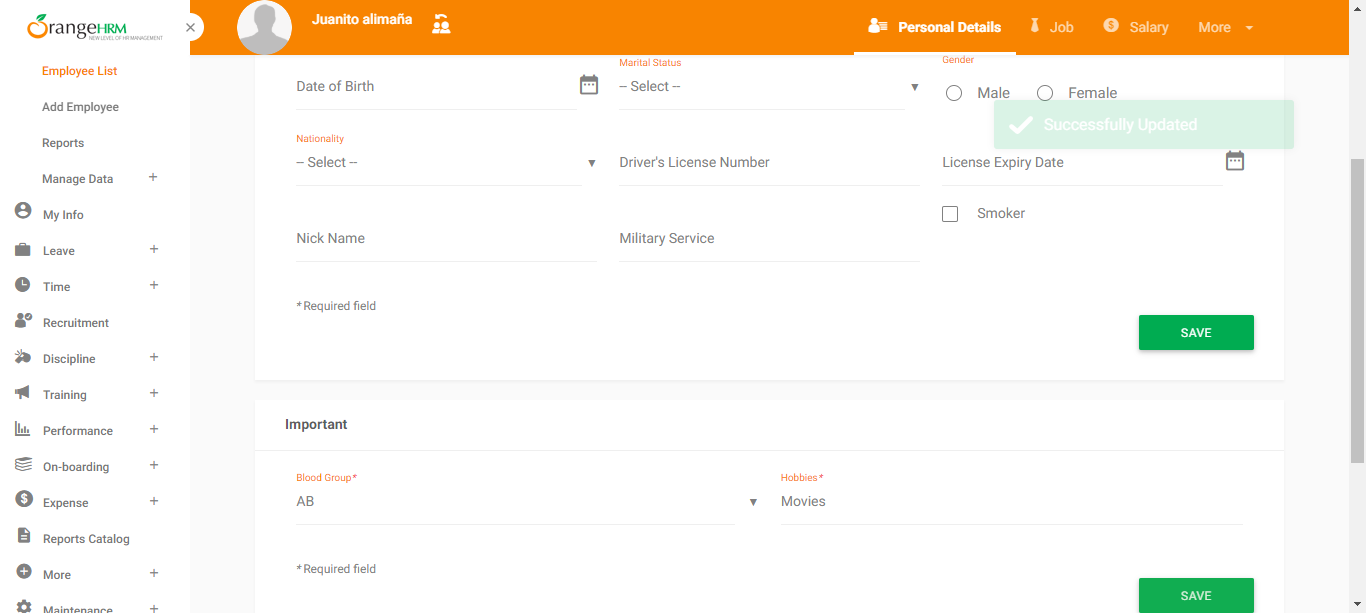 OrangeHRM
NEW LEVEL OF HR MANAGEMENT
Employee List
Add Employee
Reports
Manage Data +
My Info
Leave +
Time +
Recruitment
Discipline +
Training +
Performance +
On-boarding +
Expense +
Reports Catalog
More +
Maintenance +
Juanito alimaña
Personal Details
Job
Salary
More
Date of Birth
Marital Status
-- Select --
Gender
Male
Female
Successfully Updated
Nationality
-- Select --
Driver's License Number
License Expiry Date
Nick Name
Military Service
Smoker
* Required field
SAVE
Important
Blood Group*
AB
Hobbies*
Movies
* Required field
SAVE